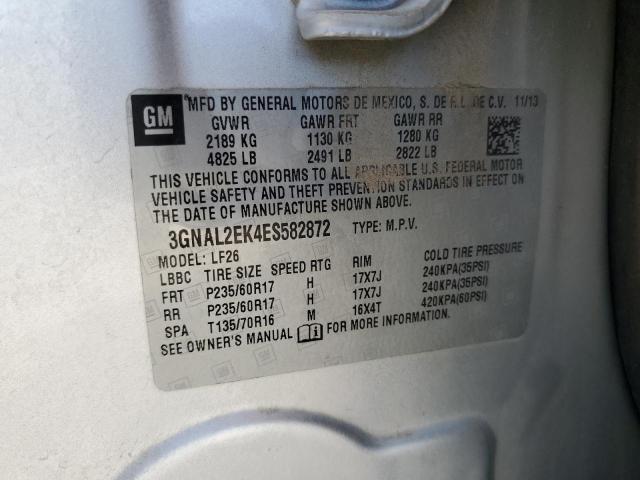 GM
MFD BY GENERAL MOTORS DE MEXICO, S. DE R.L. DE C.V. 11/13
GVWR GAWR FRT GAWR RR
2189 KG 1130 KG 1280 KG
4825 LB 2491 LB 2822 LB
THIS VEHICLE CONFORMS TO ALL APPLICABLE U.S. FEDERAL MOTOR
VEHICLE SAFETY AND THEFT PREVENTION STANDARDS IN EFFECT ON
THE DATE OF MANUFACTURE SHOWN ABOVE.
3GNAL2EK4ES582872 TYPE: M.P.V.
MODEL: LF26
LBBC TIRE SIZE SPEED RTG RIM COLD TIRE PRESSURE
FRT P235/60R17 H 17X7J 240KPA(35PSI)
RR P235/60R17 H 17X7J 240KPA(35PSI)
SPA T135/70R16 M 16X4T 420KPA(60PSI)
SEE OWNER'S MANUAL FOR MORE INFORMATION.